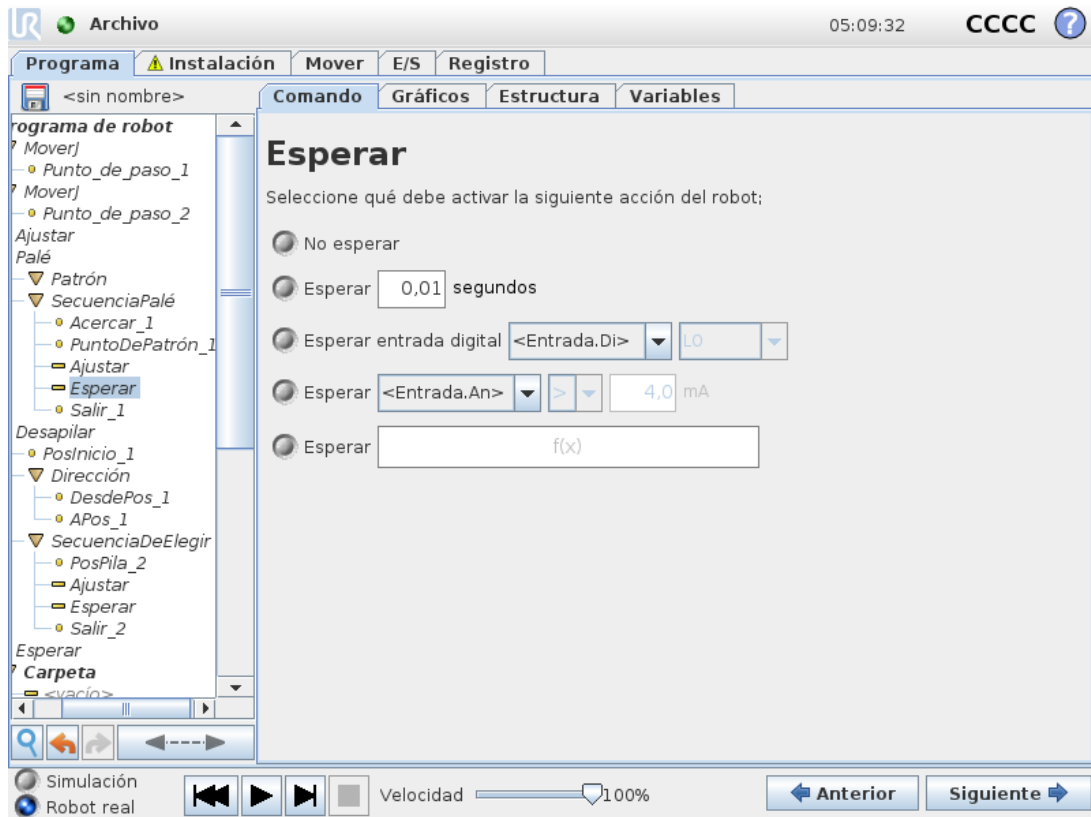 UR Archivo 05:09:32 CCCC ?
Programa Instalación Mover E/S Registro
<sin nombre>
Comando Gráficos Estructura Variables
rograma de robot
MoverJ
Punto_de_paso_1
MoverJ
Punto_de_paso_2
Ajustar
Palé
Patrón
SecuenciaPalé
Acercar_1
PuntoDePatrón_1
Ajustar
Esperar
Salir_1
Desapilar
PosInicio_1
Dirección
DesdePos_1
APos_1
SecuenciaDeElegir
PosPila_2
Ajustar
Esperar
Salir_2
Esperar
Carpeta
<vacío>
Esperar
Seleccione qué debe activar la siguiente acción del robot;
No esperar
Esperar 0,01 segundos
Esperar entrada digital <Entrada.Di> LO
Esperar <Entrada.An> > 4,0 mA
Esperar f(x)
Simulación
Robot real
Velocidad 100%
Anterior Siguiente